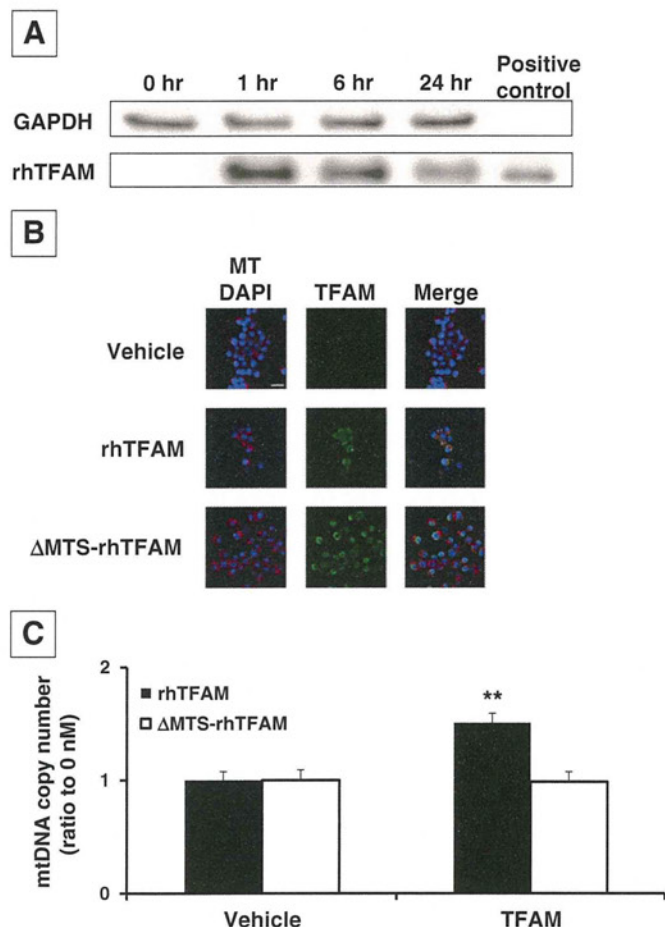 A
0 hr 1 hr 6 hr 24 hr Positive control
GAPDH
rhTFAM
B
MT DAPI TFAM Merge
Vehicle
rhTFAM
ΔMTS-rhTFAM
C
mtDNA copy number
(ratio to 0 nM)
2
1
0
rhTFAM
ΔMTS-rhTFAM
**
Vehicle TFAM